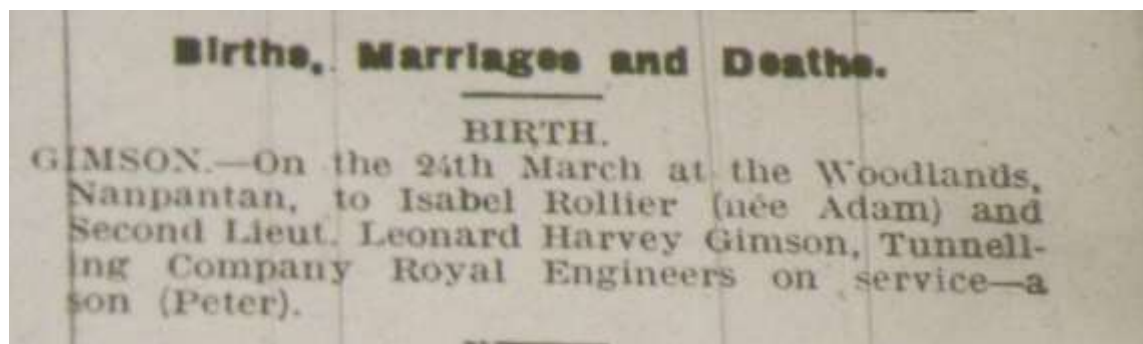 Births, Marriages and Deaths.
BIRTH.
GIMSON.—On the 24th March at the Woodlands,
Nanpantan, to Isabel Rollier (née Adam) and
Second Lieut. Leonard Harvey Gimson, Tunnell-
ing Company Royal Engineers on service—a
son (Peter).